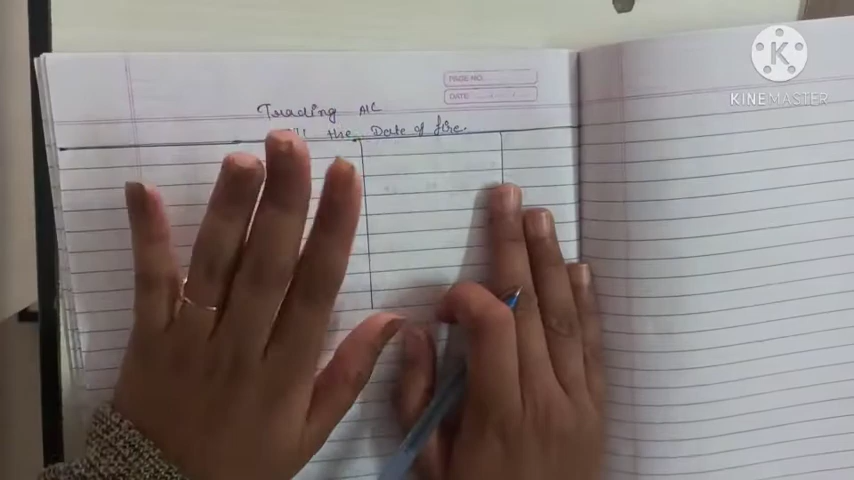 Trading A/C
the Date of fire.
PAGE NO.
DATE
KINEMASTER